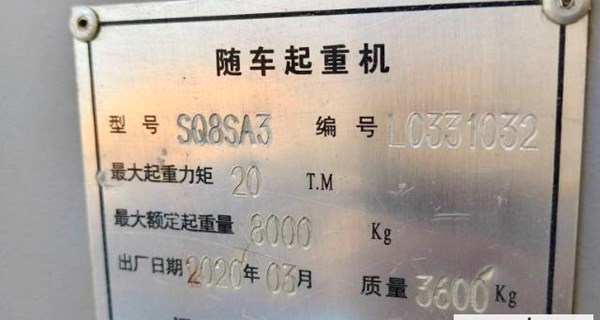 随车起重机
型号 SQ8SA3 编号 LC331032
最大起重力矩 20 T.M
最大额定起重量 8000 Kg
出厂日期 2020年 03月 质量 3600 Kg